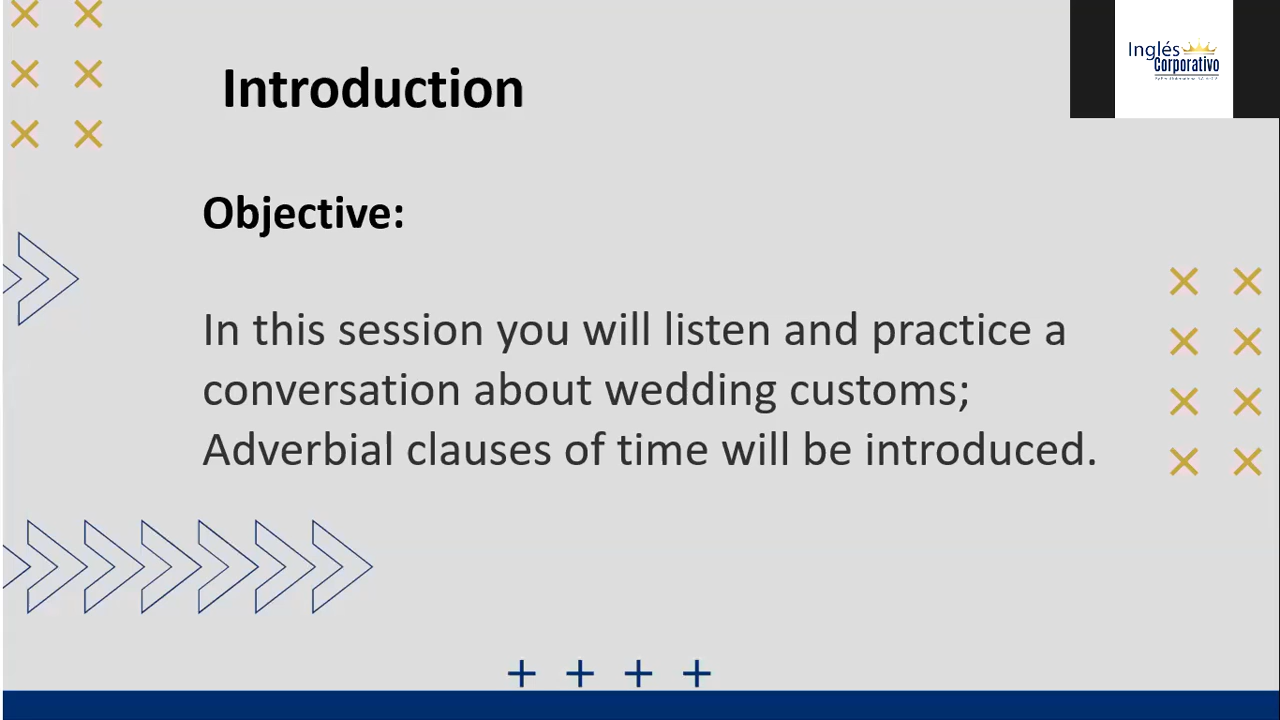 Introduction
Inglés
Corporativo
Objective:
In this session you will listen and practice a
conversation about wedding customs;
Adverbial clauses of time will be introduced.